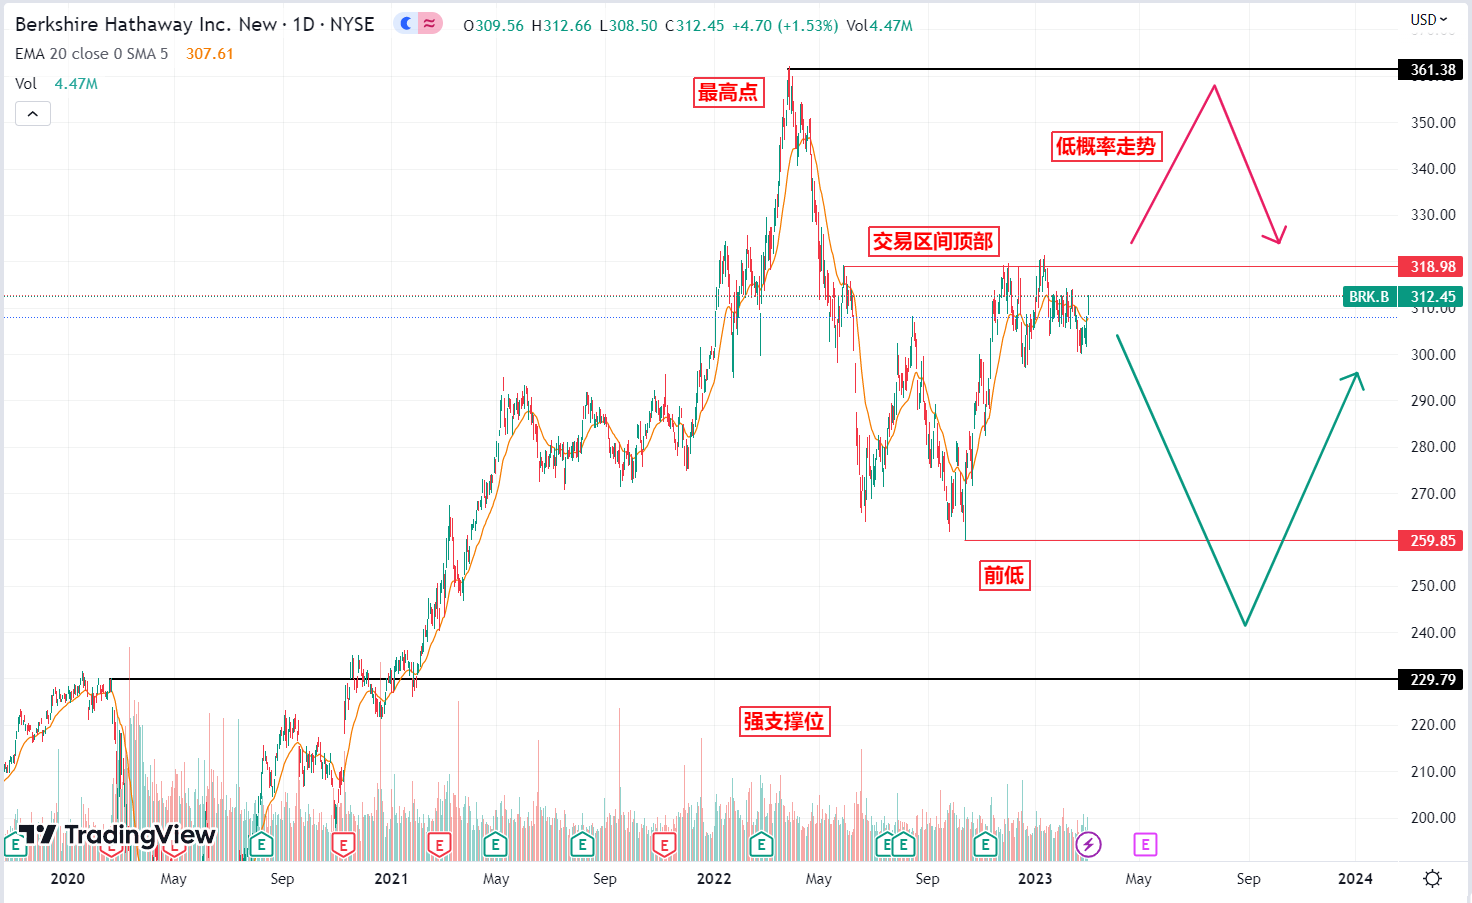 Berkshire Hathaway Inc. New · 1D · NYSE O309.56 H312.66 L308.50 C312.45 +4.70 (+1.53%) Vol4.47M
USD
EMA 20 close 0 SMA 5 307.61
Vol 4.47M
361.38
最高点
350.00
低概率走势
340.00
330.00
交易区间顶部
318.98
BRK.B 312.45
310.00
300.00
290.00
280.00
270.00
259.85
前低
250.00
240.00
229.79
强支撑位
220.00
210.00
200.00
TradingView
E E E E E E E E E E E E E
2020 May Sep 2021 May Sep 2022 May Sep 2023 May Sep 2024